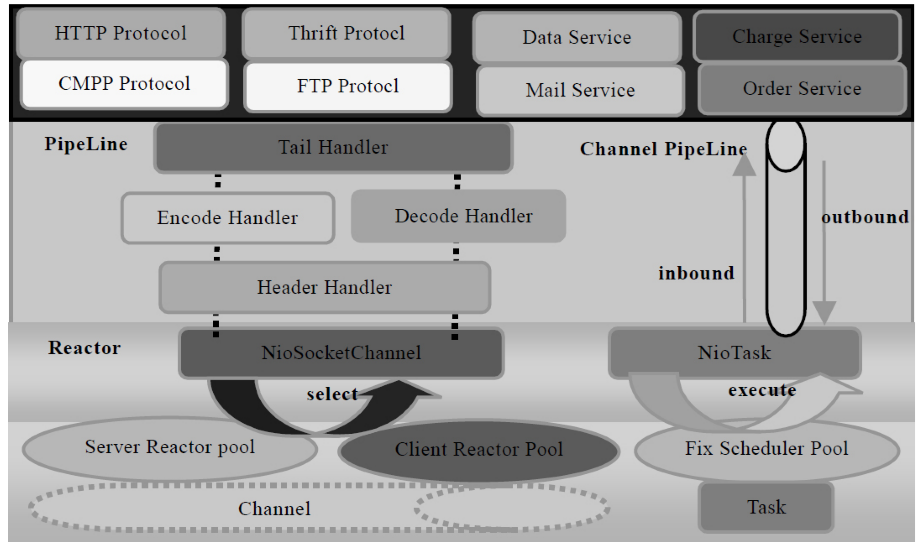 HTTP Protocol
Thrift Protocl
Data Service
Charge Service
CMPP Protocol
FTP Protocl
Mail Service
Order Service
PipeLine
Tail Handler
Channel PipeLine
Encode Handler
Decode Handler
outbound
inbound
Header Handler
Reactor
NioSocketChannel
NioTask
select
execute
Server Reactor pool
Client Reactor Pool
Fix Scheduler Pool
Channel
Task